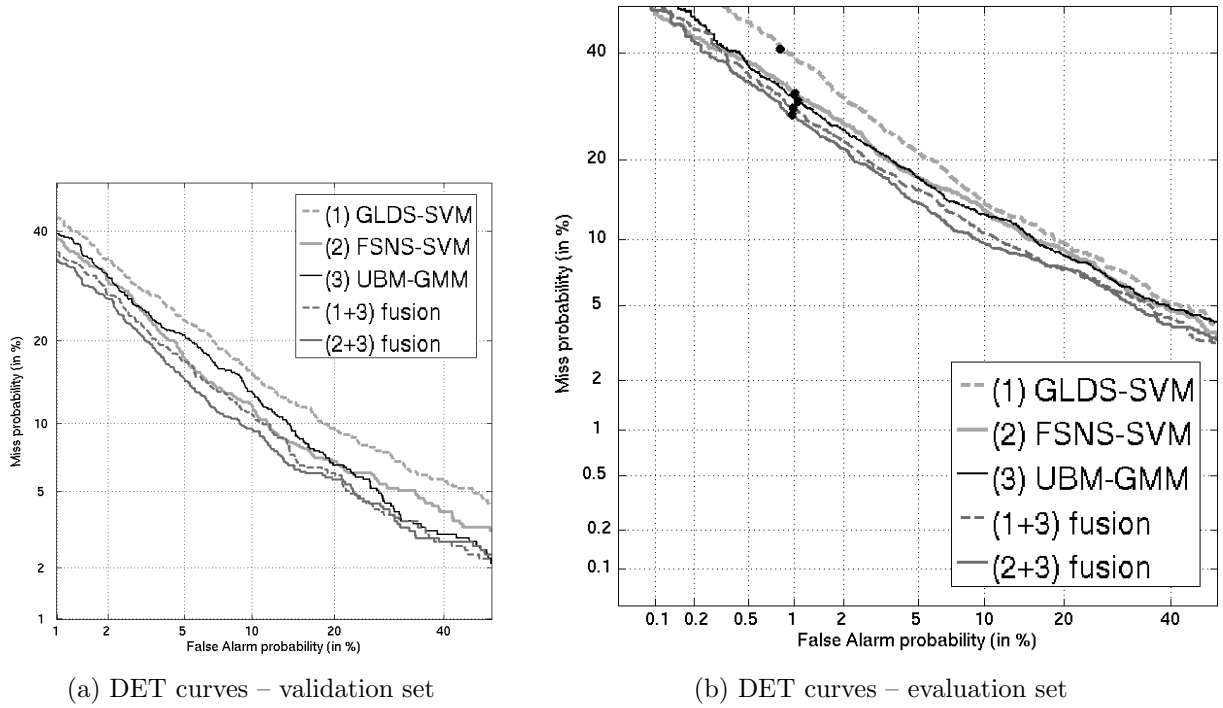 40
20
10
5
2
1
Miss probability (in %)
(1) GLDS-SVM
(2) FSNS-SVM
(3) UBM-GMM
(1+3) fusion
(2+3) fusion
1 2 5 10 20 40
False Alarm probability (in %)
(a) DET curves – validation set
40
20
10
5
2
1
0.5
0.2
0.1
Miss probability (in %)
(1) GLDS-SVM
(2) FSNS-SVM
(3) UBM-GMM
(1+3) fusion
(2+3) fusion
0.1 0.2 0.5 1 2 5 10 20 40
False Alarm probability (in %)
(b) DET curves – evaluation set